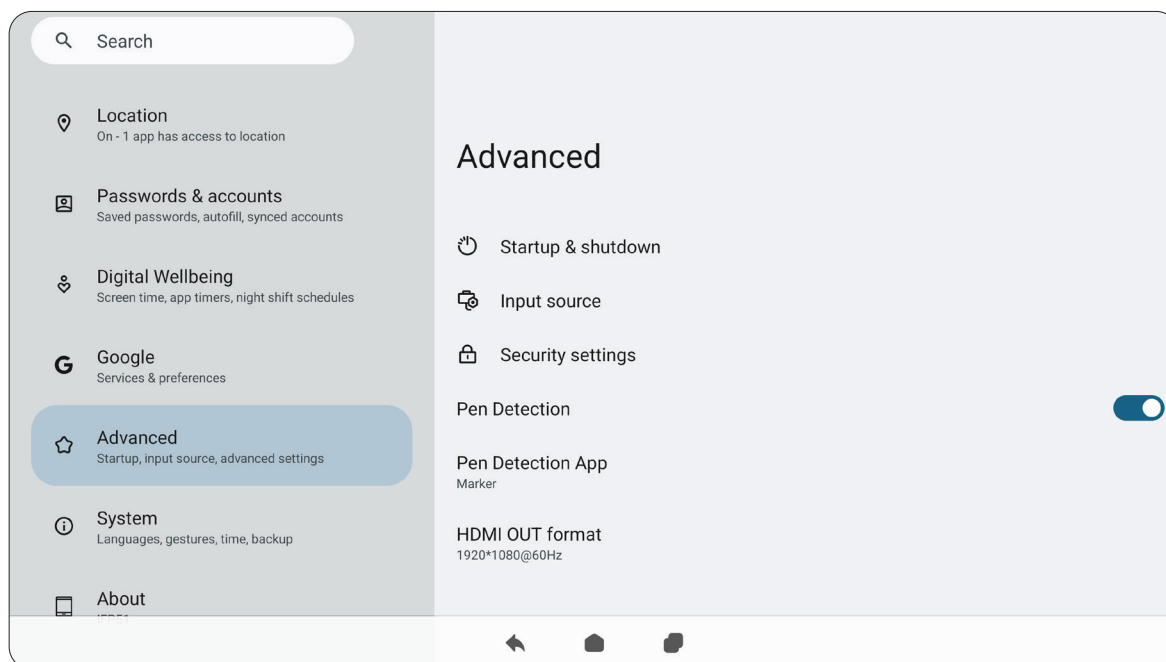 Search
Location
On - 1 app has access to location
Passwords & accounts
Saved passwords, autofill, synced accounts
Digital Wellbeing
Screen time, app timers, night shift schedules
Google
Services & preferences
Advanced
Startup, input source, advanced settings
System
Languages, gestures, time, backup
About
Advanced
Startup & shutdown
Input source
Security settings
Pen Detection
Pen Detection App
Marker
HDMI OUT format
1920*1080@60Hz